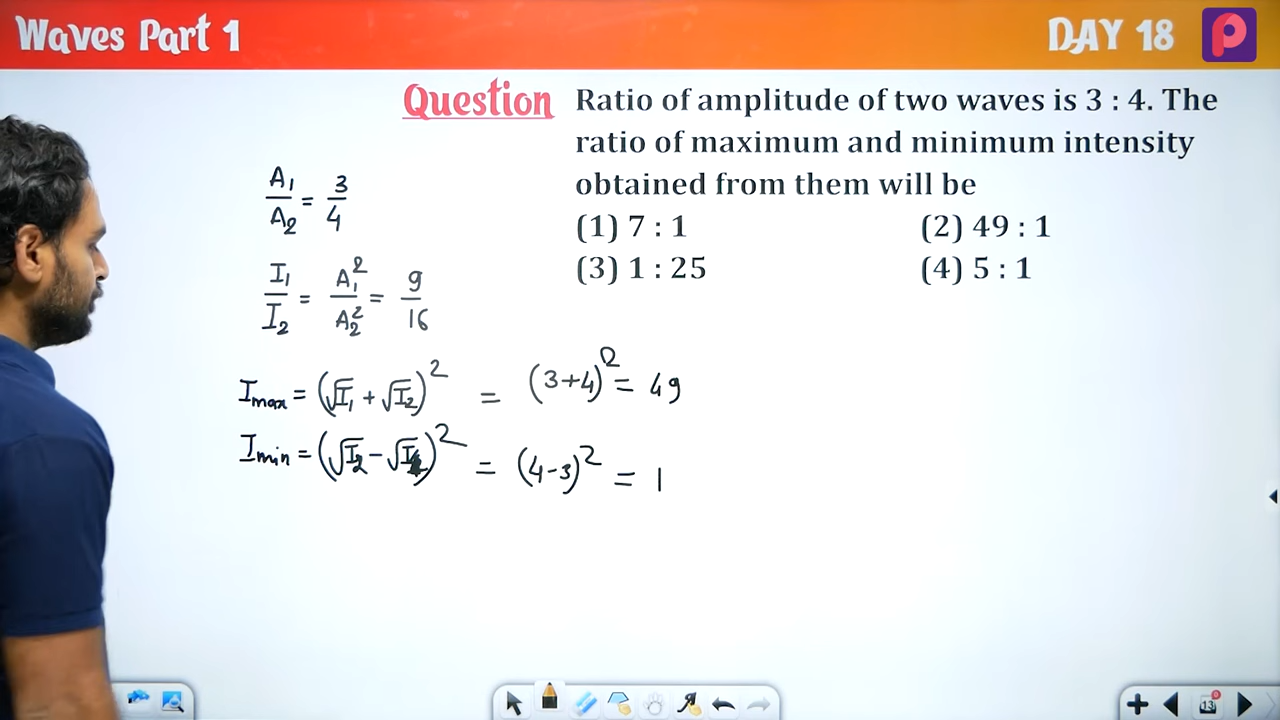 Waves Part 1
DAY 18
Question
Ratio of amplitude of two waves is 3 : 4. The
ratio of maximum and minimum intensity
obtained from them will be
(1) 7 : 1
(2) 49 : 1
(3) 1 : 25
(4) 5 : 1
A₁/A₂ = 3/4
I₁/I₂ = A₁²/A₂² = 9/16
Imax = (√I₁ + √I₂)² = (3+4)² = 49
Imin = (√I₂ − √I₁)² = (4−3)² = 1
13